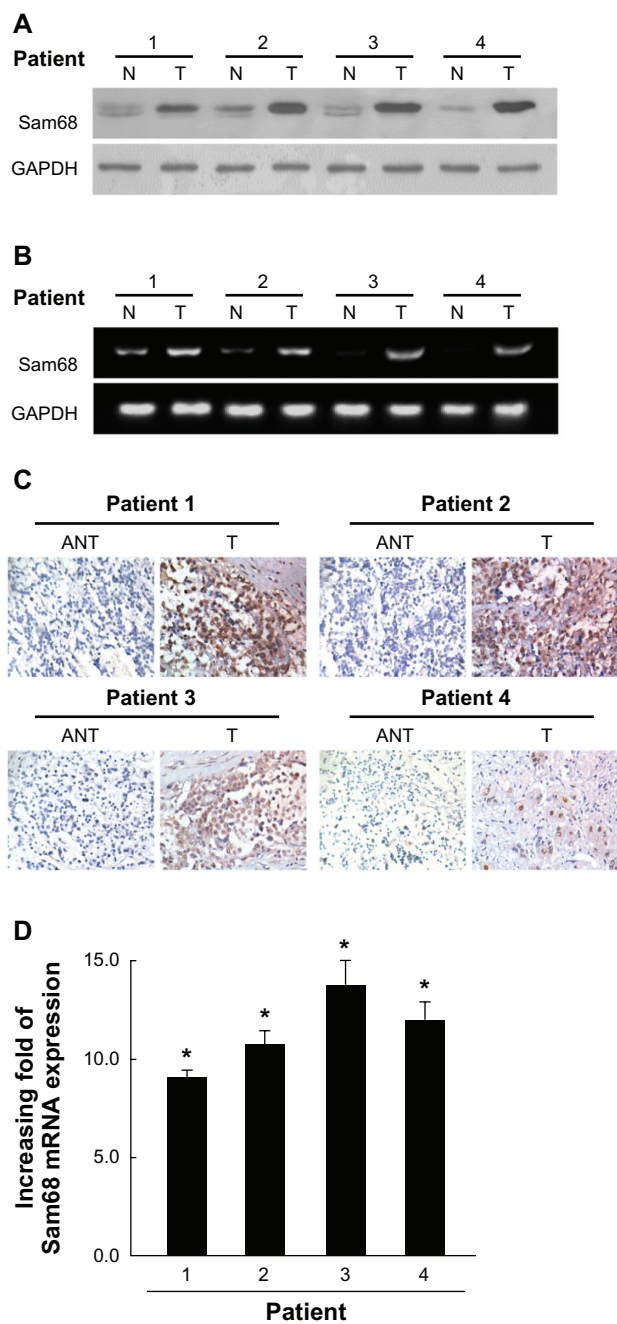 A
Patient 1 2 3 4
N T N T N T N T
Sam68
GAPDH
B
Patient 1 2 3 4
N T N T N T N T
Sam68
GAPDH
C
Patient 1 Patient 2
ANT T ANT T
Patient 3 Patient 4
ANT T ANT T
D
Increasing fold of
Sam68 mRNA expression
15.0
10.0
5.0
0.0
* * * *
1 2 3 4
Patient